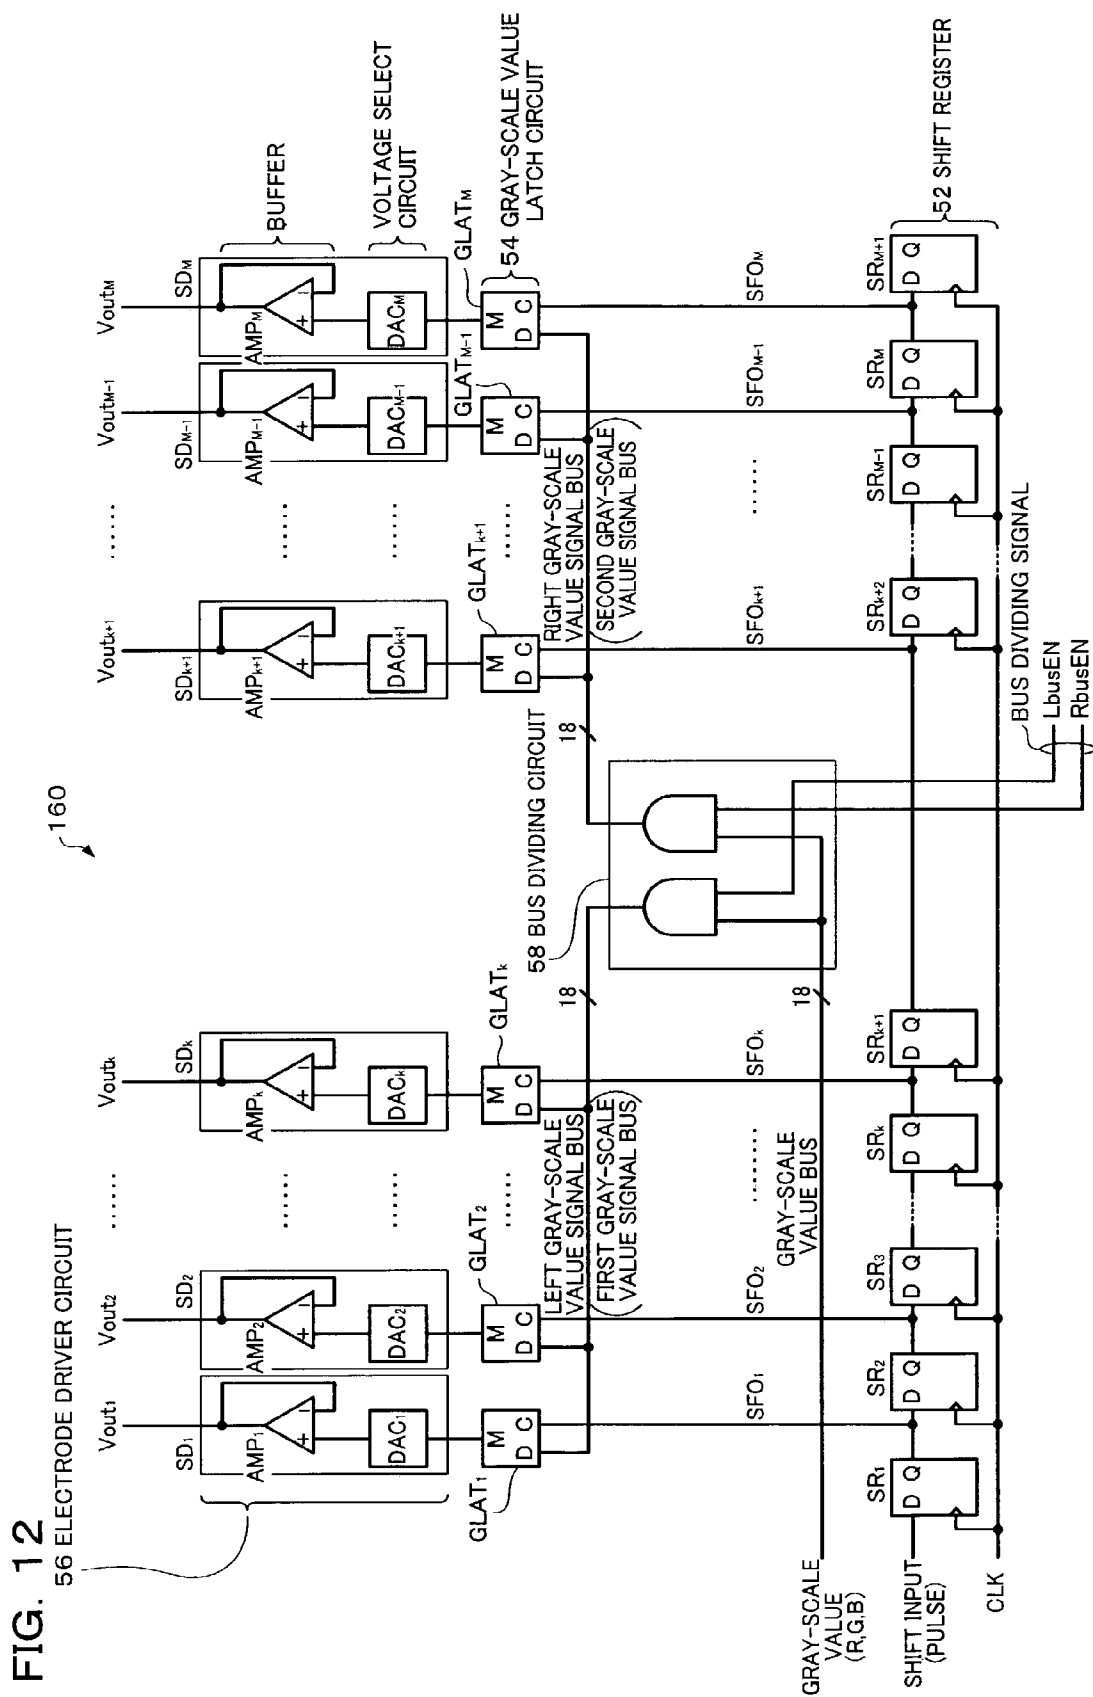 FIG. 12
160
56 ELECTRODE DRIVER CIRCUIT
Vout1
Vout2
......
Voutk
Voutk+1
......
VoutM-1
VoutM
SD1
SD2
SDk
SDk+1
SDM-1
SDM
BUFFER
AMP1
AMP2
......
AMPk
AMPk+1
......
AMPM-1
AMPM
+ −
+ −
+ −
+ −
+ −
+ −
DAC1
DAC2
......
DACk
DACk+1
......
DACM-1
DACM
VOLTAGE SELECT
CIRCUIT
GLAT1
GLAT2
......
GLATk
GLATk+1
......
GLATM-1
GLATM
M
D C
M
D C
M
D C
M
D C
M
D C
M
D C
54 GRAY-SCALE VALUE
LATCH CIRCUIT
LEFT GRAY-SCALE
VALUE SIGNAL BUS
(FIRST GRAY-SCALE
VALUE SIGNAL BUS)
18
58 BUS DIVIDING CIRCUIT
18
RIGHT GRAY-SCALE
VALUE SIGNAL BUS
(SECOND GRAY-SCALE
VALUE SIGNAL BUS)
SFO1
SFO2
.......
SFOk
SFOk+1
......
SFOM-1
SFOM
GRAY-SCALE
VALUE BUS
18
GRAY-SCALE
VALUE
(R,G,B)
SHIFT INPUT
(PULSE)
CLK
SR1
D Q
SR2
D Q
SR3
D Q
SRk
D Q
SRk+1
D Q
SRk+2
D Q
SRM-1
D Q
SRM
D Q
SRM+1
D Q
52 SHIFT REGISTER
BUS DIVIDING SIGNAL
LbusEN
RbusEN